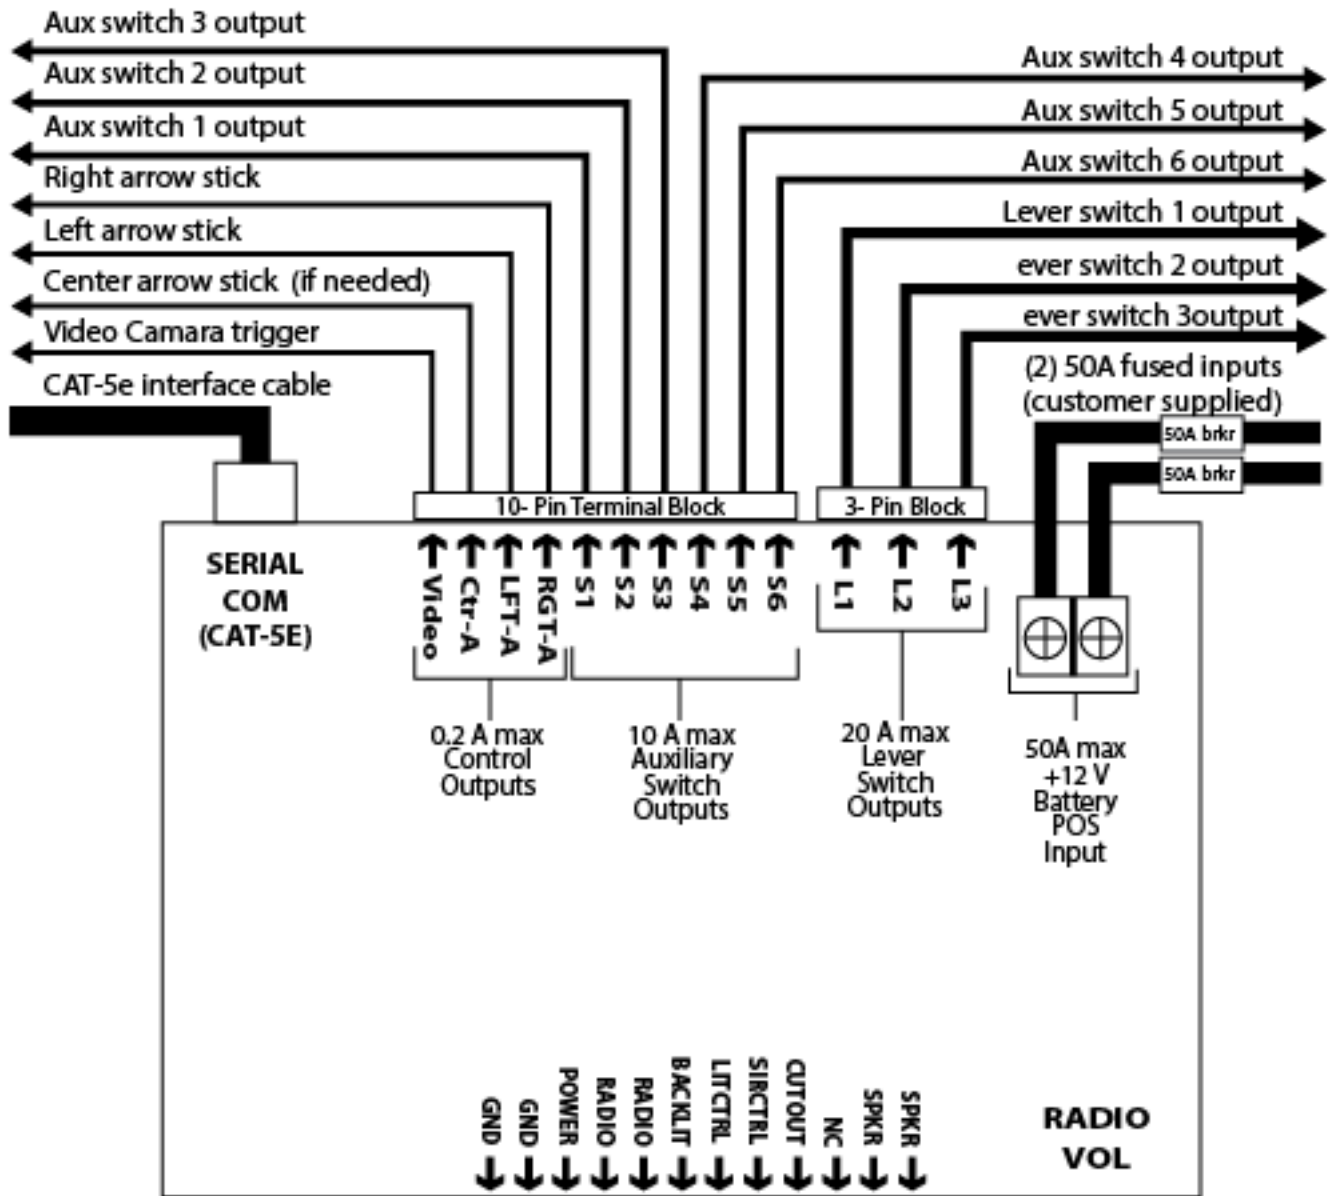 Aux switch 3 output
Aux switch 2 output
Aux switch 1 output
Right arrow stick
Left arrow stick
Center arrow stick (if needed)
Video Camara trigger
CAT-5e interface cable
Aux switch 4 output
Aux switch 5 output
Aux switch 6 output
Lever switch 1 output
ever switch 2 output
ever switch 3output
(2) 50A fused inputs
(customer supplied)
50A brkr
50A brkr
10- Pin Terminal Block
3- Pin Block
SERIAL
COM
(CAT-5E)
Video
Ctr-A
LFT-A
RGT-A
S1
S2
S3
S4
S5
S6
L1
L2
L3
0.2 A max
Control
Outputs
10 A max
Auxiliary
Switch
Outputs
20 A max
Lever
Switch
Outputs
50A max
+12 V
Battery
POS
Input
GND
GND
POWER
RADIO
RADIO
BACKLIT
LITCTRL
SIRCTRL
CUTOUT
NC
SPKR
SPKR
RADIO
VOL